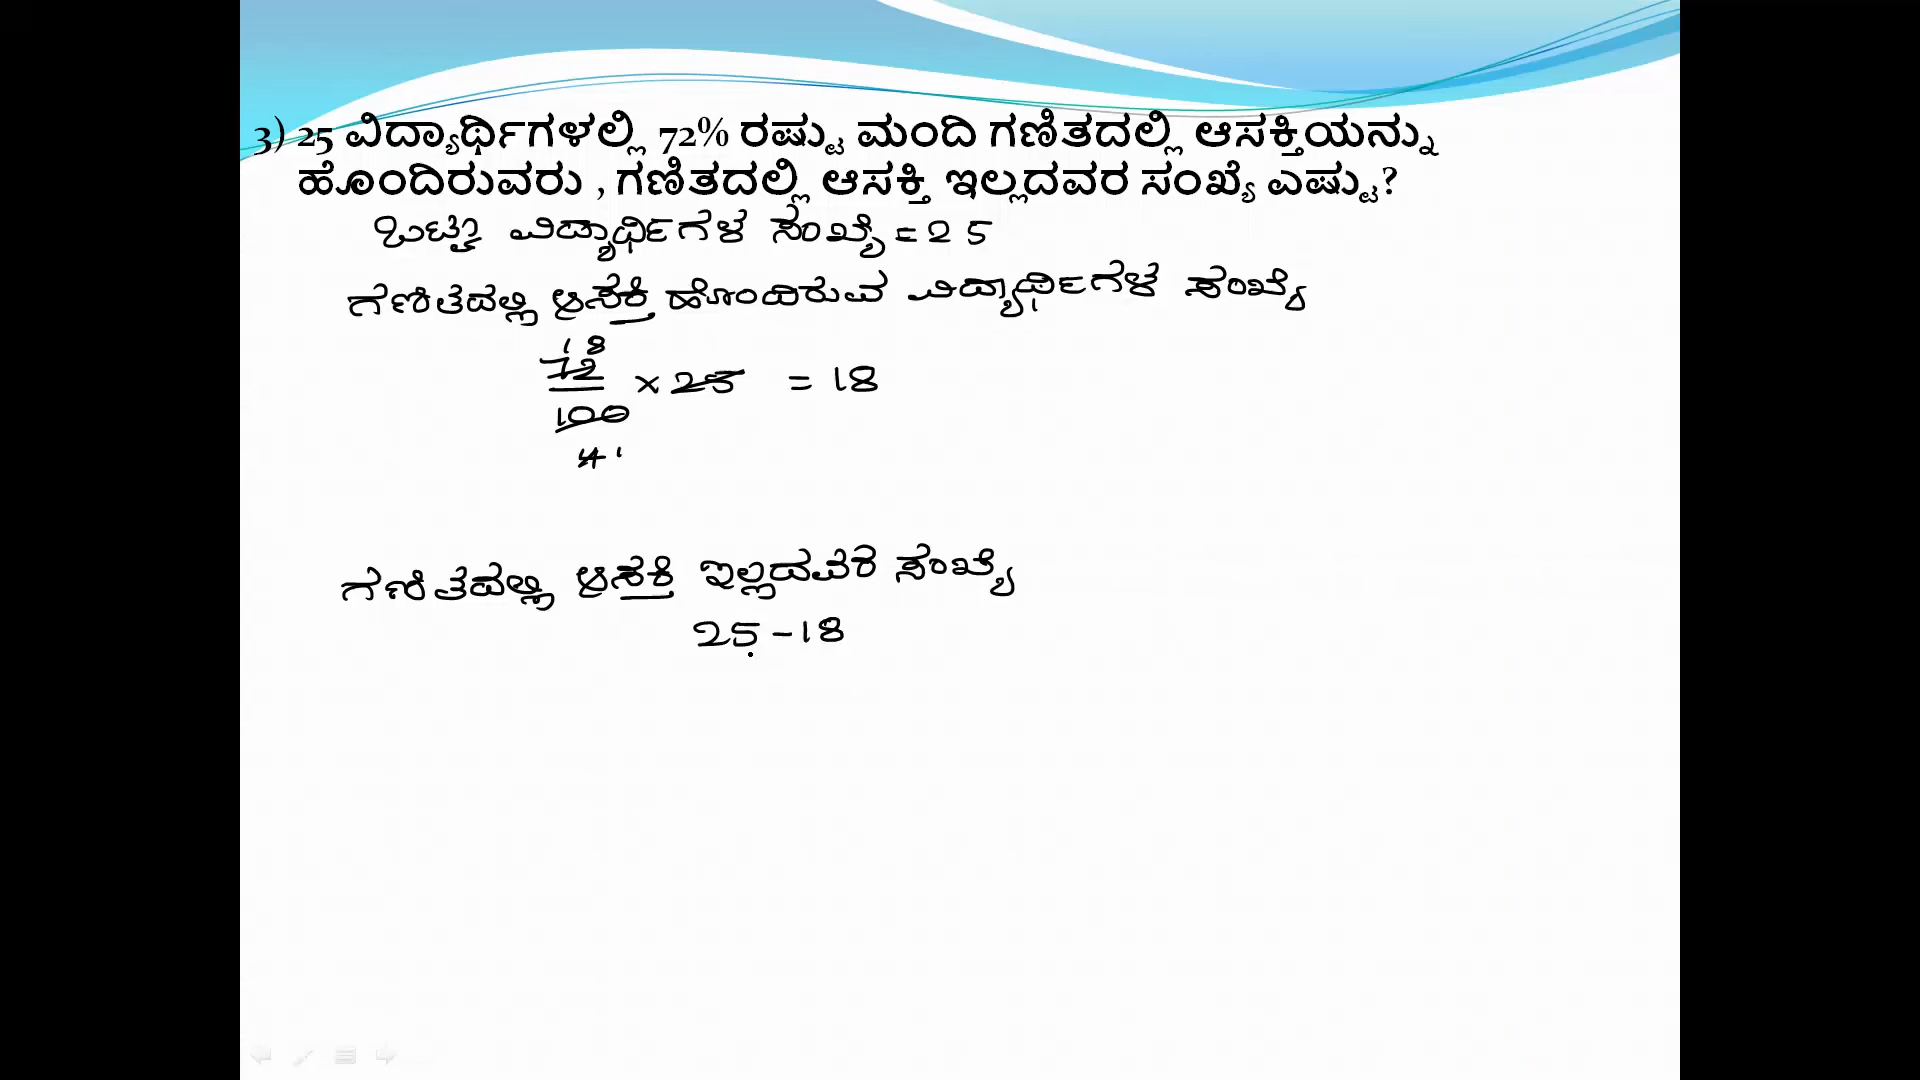 3) 25 ವಿದ್ಯಾರ್ಥಿಗಳಲ್ಲಿ 72% ರಷ್ಟು ಮಂದಿ ಗಣಿತದಲ್ಲಿ ಆಸಕ್ತಿಯನ್ನು
ಹೊಂದಿರುವರು , ಗಣಿತದಲ್ಲಿ ಆಸಕ್ತಿ ಇಲ್ಲದವರ ಸಂಖ್ಯೆ ಎಷ್ಟು?
ಒಟ್ಟು ವಿದ್ಯಾರ್ಥಿಗಳ ಸಂಖ್ಯೆ = 25
ಗಣಿತದಲ್ಲಿ ಆಸಕ್ತಿ ಹೊಂದಿರುವ ವಿದ್ಯಾರ್ಥಿಗಳ ಸಂಖ್ಯೆ
18
72
× 25 = 18
100
4 1
ಗಣಿತದಲ್ಲಿ ಆಸಕ್ತಿ ಇಲ್ಲದವರ ಸಂಖ್ಯೆ
25 - 18